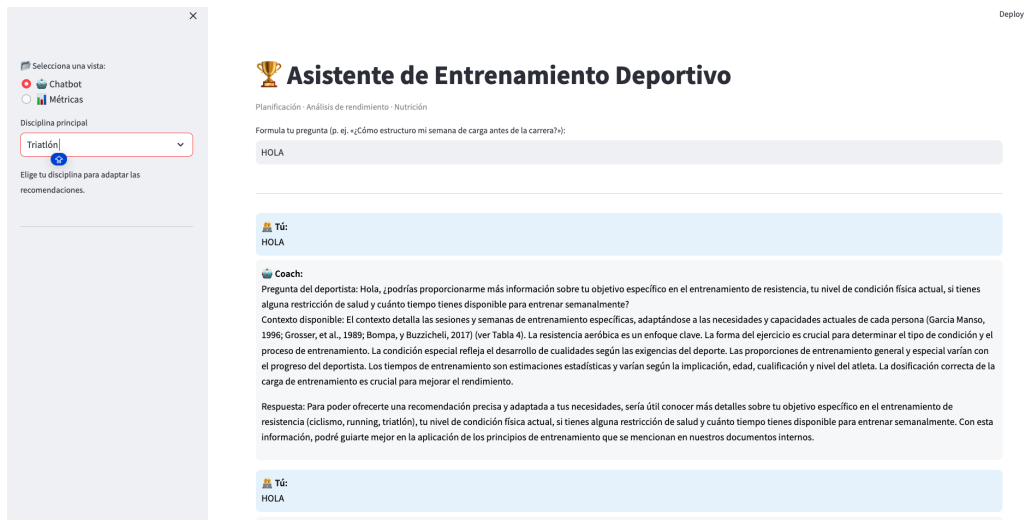 Deploy
Selecciona una vista:
Chatbot
Métricas
Disciplina principal
Triatlón
Elige tu disciplina para adaptar las
recomendaciones.
Asistente de Entrenamiento Deportivo
Planificación · Análisis de rendimiento · Nutrición
Formula tu pregunta (p. ej. «¿Cómo estructuro mi semana de carga antes de la carrera?»):
HOLA
Tú:
HOLA
Coach:
Pregunta del deportista: Hola, ¿podrías proporcionarme más información sobre tu objetivo específico en el entrenamiento de resistencia, tu nivel de condición física actual, si tienes
alguna restricción de salud y cuánto tiempo tienes disponible para entrenar semanalmente?
Contexto disponible: El contexto detalla las sesiones y semanas de entrenamiento específicas, adaptándose a las necesidades y capacidades actuales de cada persona (Garcia Manso,
1996; Grosser, et al., 1989; Bompa, y Buzzicheli, 2017) (ver Tabla 4). La resistencia aeróbica es un enfoque clave. La forma del ejercicio es crucial para determinar el tipo de condición y el
proceso de entrenamiento. La condición especial refleja el desarrollo de cualidades según las exigencias del deporte. Las proporciones de entrenamiento general y especial varían con
el progreso del deportista. Los tiempos de entrenamiento son estimaciones estadísticas y varían según la implicación, edad, cualificación y nivel del atleta. La dosificación correcta de la
carga de entrenamiento es crucial para mejorar el rendimiento.
Respuesta: Para poder ofrecerte una recomendación precisa y adaptada a tus necesidades, sería útil conocer más detalles sobre tu objetivo específico en el entrenamiento de
resistencia (ciclismo, running, triatlón), tu nivel de condición física actual, si tienes alguna restricción de salud y cuánto tiempo tienes disponible para entrenar semanalmente. Con esta
información, podré guiarte mejor en la aplicación de los principios de entrenamiento que se mencionan en nuestros documentos internos.
Tú:
HOLA